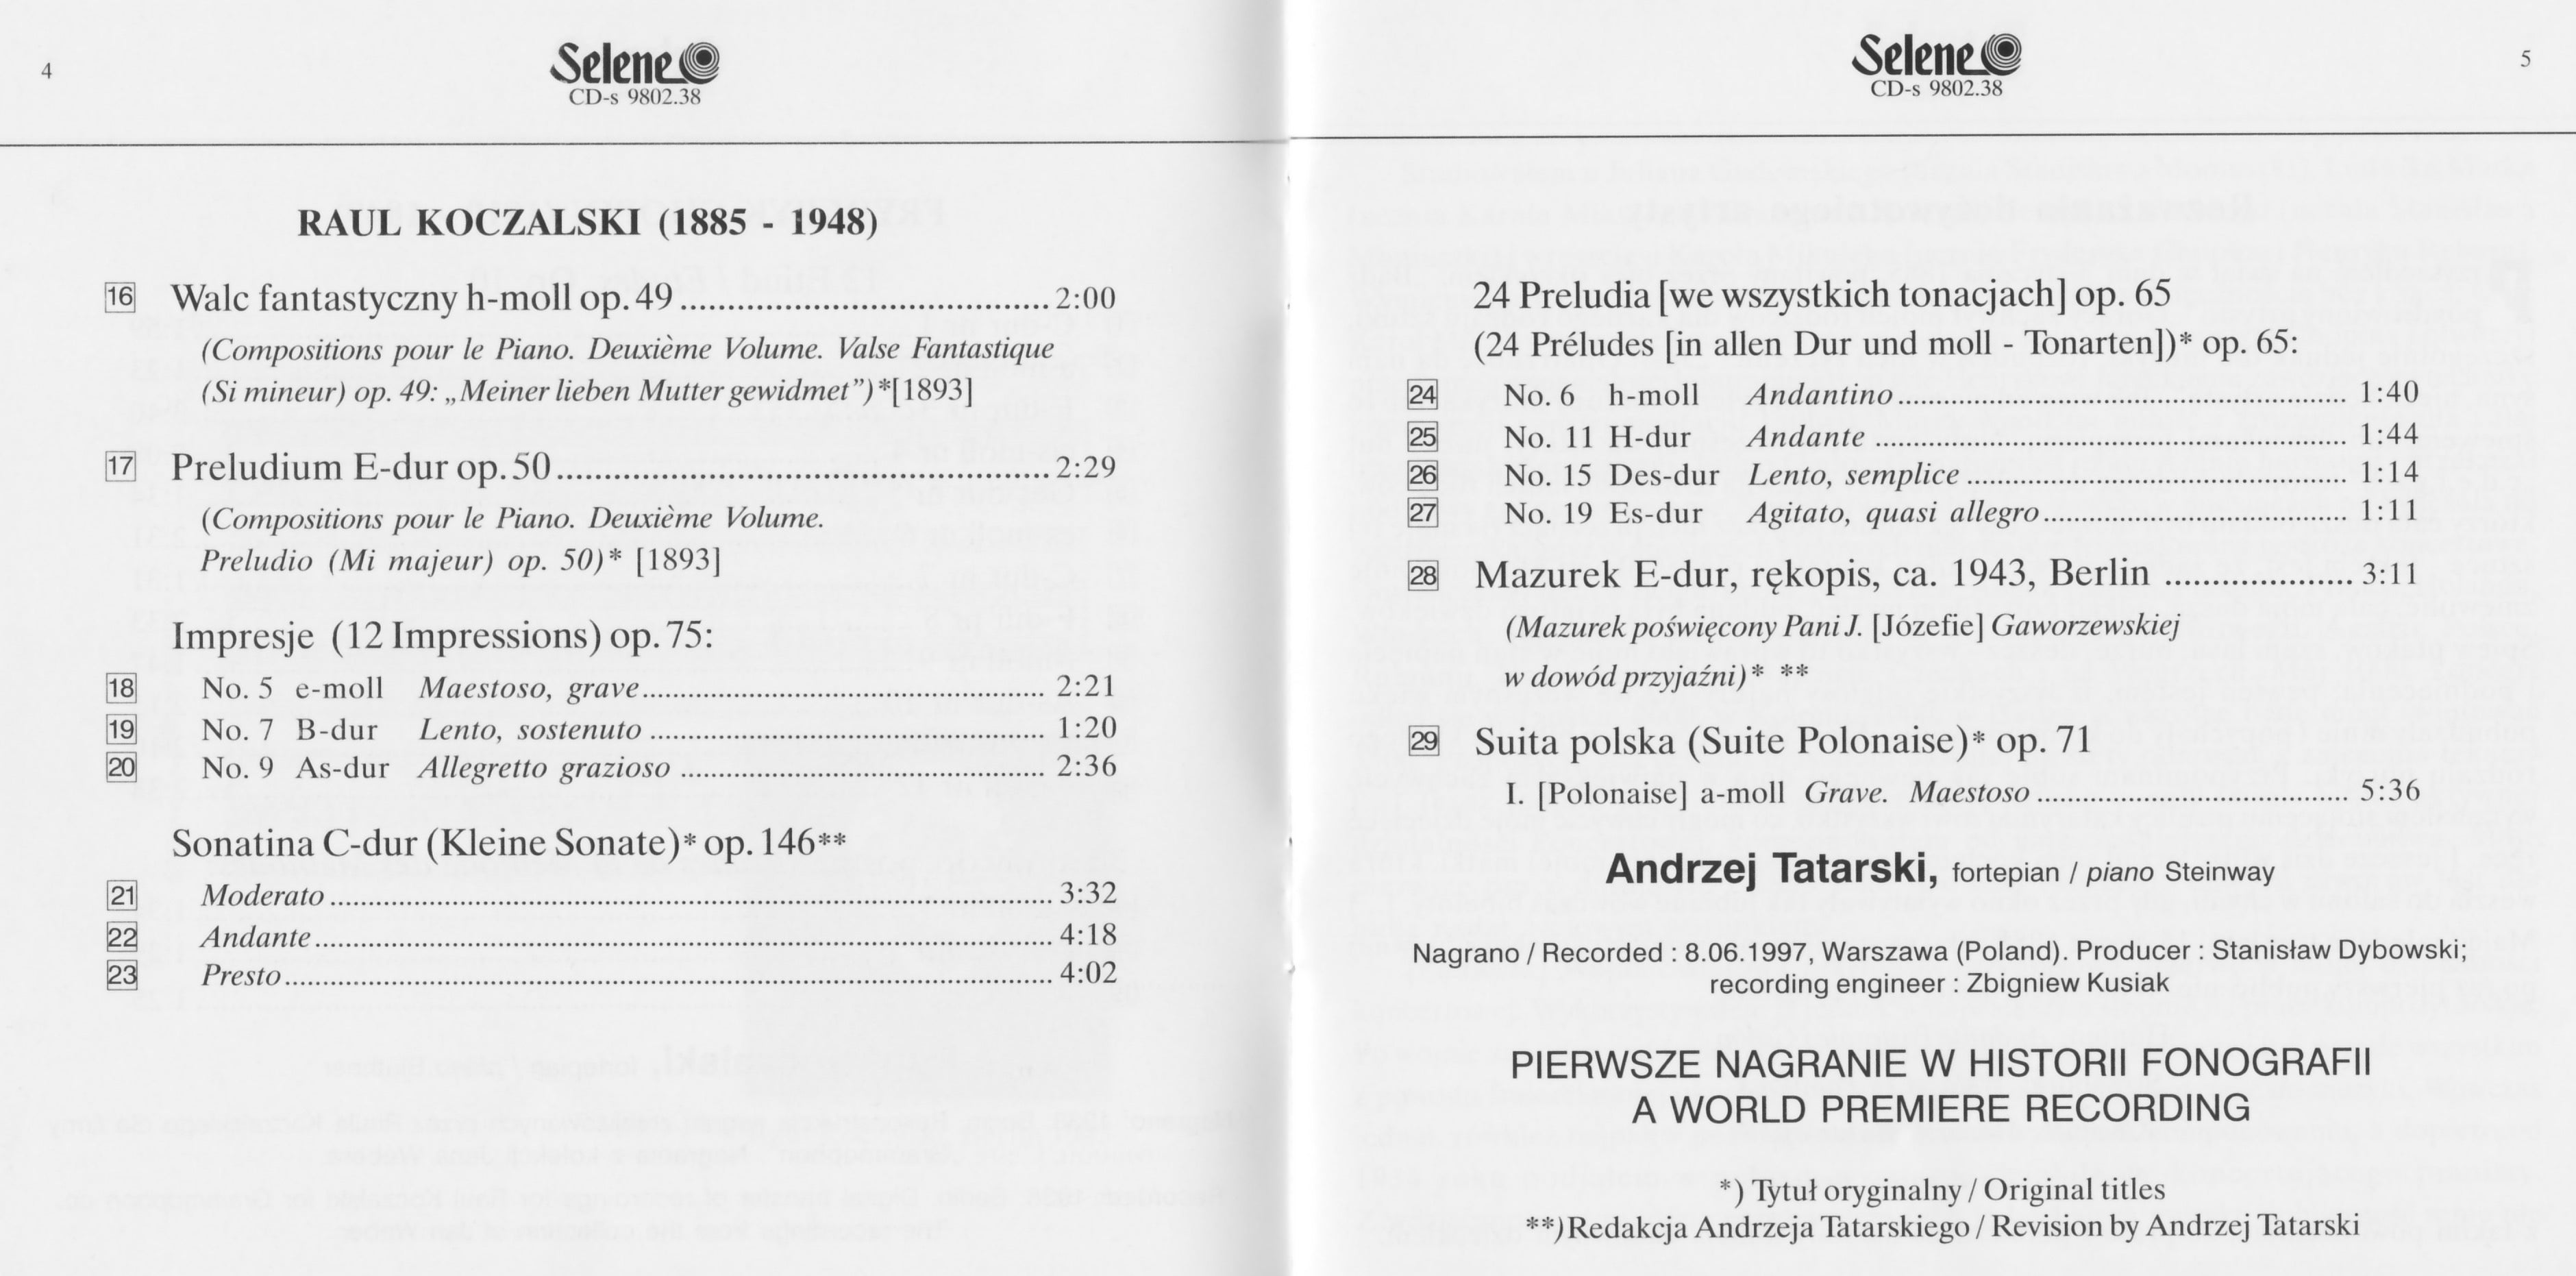 4
Selene
CD-s 9802.38
RAUL KOCZALSKI (1885 - 1948)
16 Walc fantastyczny h-moll op. 49 ........ 2:00
(Compositions pour le Piano. Deuxième Volume. Valse Fantastique
(Si mineur) op. 49: „Meiner lieben Mutter gewidmet”)*[1893]
17 Preludium E-dur op. 50 ........ 2:29
(Compositions pour le Piano. Deuxième Volume.
Preludio (Mi majeur) op. 50)* [1893]
Impresje (12 Impressions) op. 75:
18 No. 5 e-moll Maestoso, grave ........ 2:21
19 No. 7 B-dur Lento, sostenuto ........ 1:20
20 No. 9 As-dur Allegretto grazioso ........ 2:36
Sonatina C-dur (Kleine Sonate)* op. 146**
21 Moderato ........ 3:32
22 Andante ........ 4:18
23 Presto ........ 4:02
Selene
CD-s 9802.38
5
24 Preludia [we wszystkich tonacjach] op. 65
(24 Préludes [in allen Dur und moll - Tonarten])* op. 65:
24 No. 6 h-moll Andantino ........ 1:40
25 No. 11 H-dur Andante ........ 1:44
26 No. 15 Des-dur Lento, semplice ........ 1:14
27 No. 19 Es-dur Agitato, quasi allegro ........ 1:11
28 Mazurek E-dur, rękopis, ca. 1943, Berlin ........ 3:11
(Mazurek poświęcony Pani J. [Józefie] Gaworzewskiej
w dowód przyjaźni)* **
29 Suita polska (Suite Polonaise)* op. 71
I. [Polonaise] a-moll Grave. Maestoso ........ 5:36
Andrzej Tatarski, fortepian / piano Steinway
Nagrano / Recorded : 8.06.1997, Warszawa (Poland). Producer : Stanisław Dybowski;
recording engineer : Zbigniew Kusiak
PIERWSZE NAGRANIE W HISTORII FONOGRAFII
A WORLD PREMIERE RECORDING
*) Tytuł oryginalny / Original titles
**)Redakcja Andrzeja Tatarskiego / Revision by Andrzej Tatarski